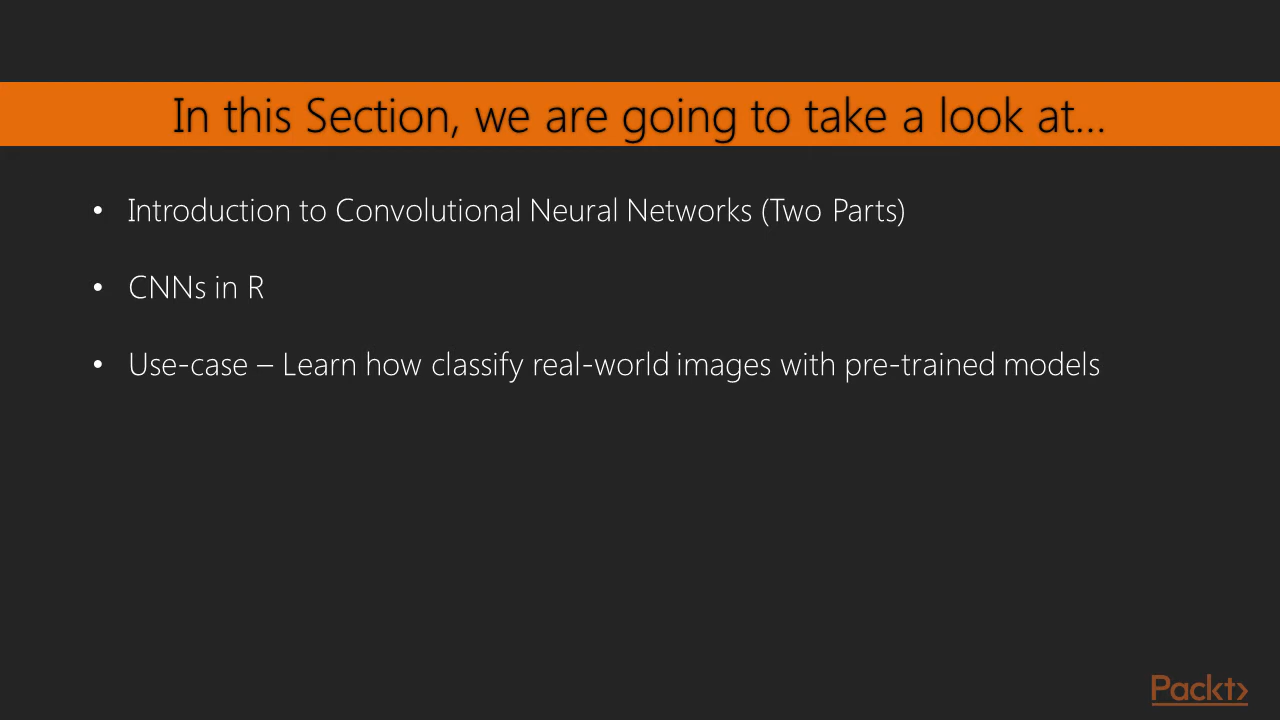 In this Section, we are going to take a look at...
• Introduction to Convolutional Neural Networks (Two Parts)
• CNNs in R
• Use-case – Learn how classify real-world images with pre-trained models
Packt>